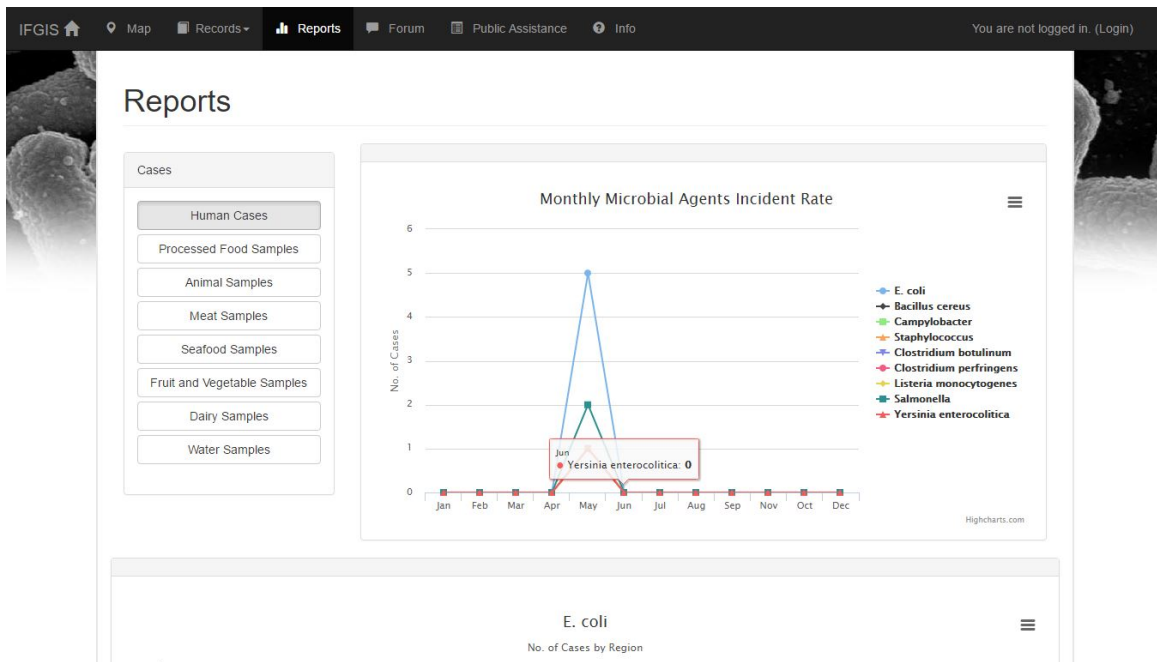 IFGIS Map Records Reports Forum Public Assistance Info You are not logged in. (Login)
Reports
Cases
Human Cases
Processed Food Samples
Animal Samples
Meat Samples
Seafood Samples
Fruit and Vegetable Samples
Dairy Samples
Water Samples
Monthly Microbial Agents Incident Rate
No. of Cases
6
5
4
3
2
1
0
Jun
Yersinia enterocolitica: 0
Jan Feb Mar Apr May Jun Jul Aug Sep Nov Oct Dec
E. coli
Bacillus cereus
Campylobacter
Staphylococcus
Clostridium botulinum
Clostridium perfringens
Listeria monocytogenes
Salmonella
Yersinia enterocolitica
Highcharts.com
E. coli
No. of Cases by Region